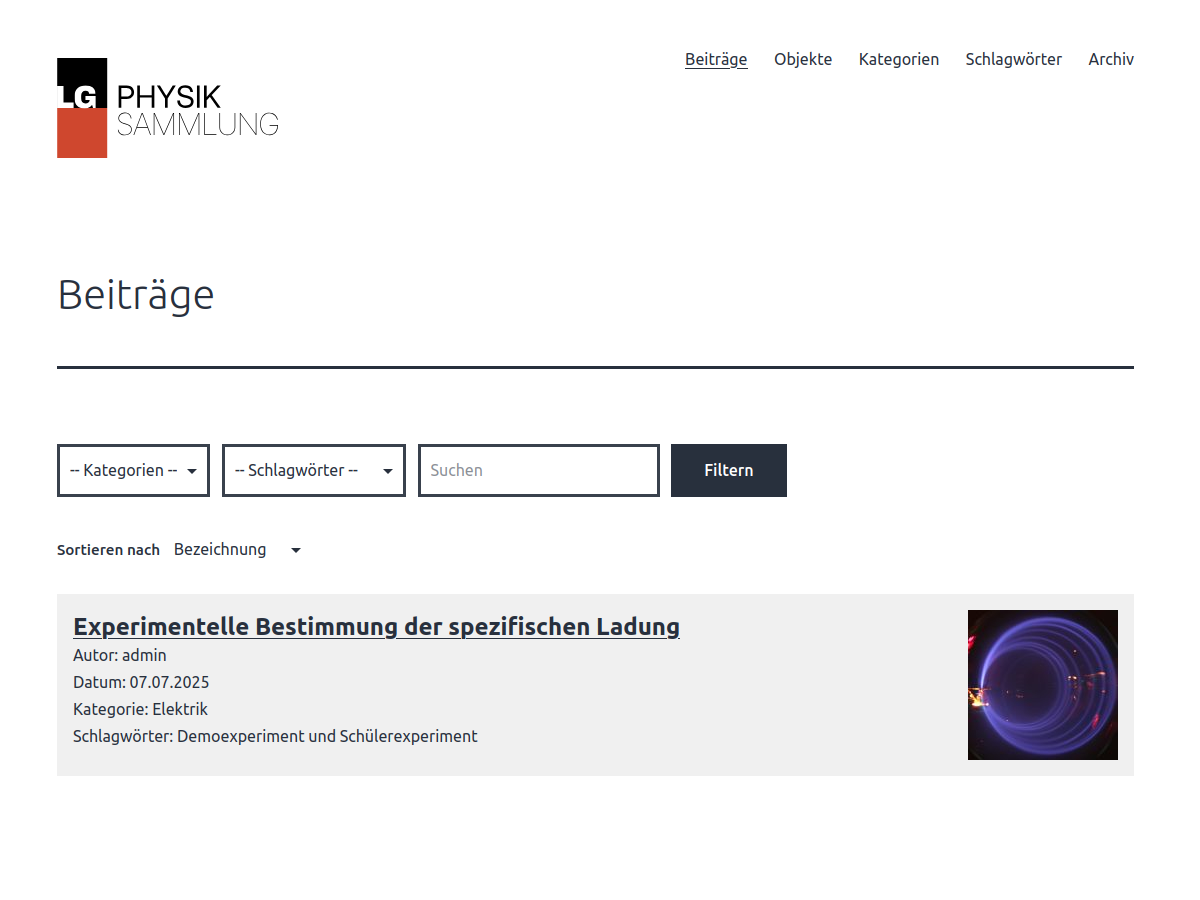 Beiträge Objekte Kategorien Schlagwörter Archiv
LG PHYSIK
SAMMLUNG
Beiträge
-- Kategorien -- -- Schlagwörter -- Suchen Filtern
Sortieren nach Bezeichnung
Experimentelle Bestimmung der spezifischen Ladung
Autor: admin
Datum: 07.07.2025
Kategorie: Elektrik
Schlagwörter: Demoexperiment und Schülerexperiment